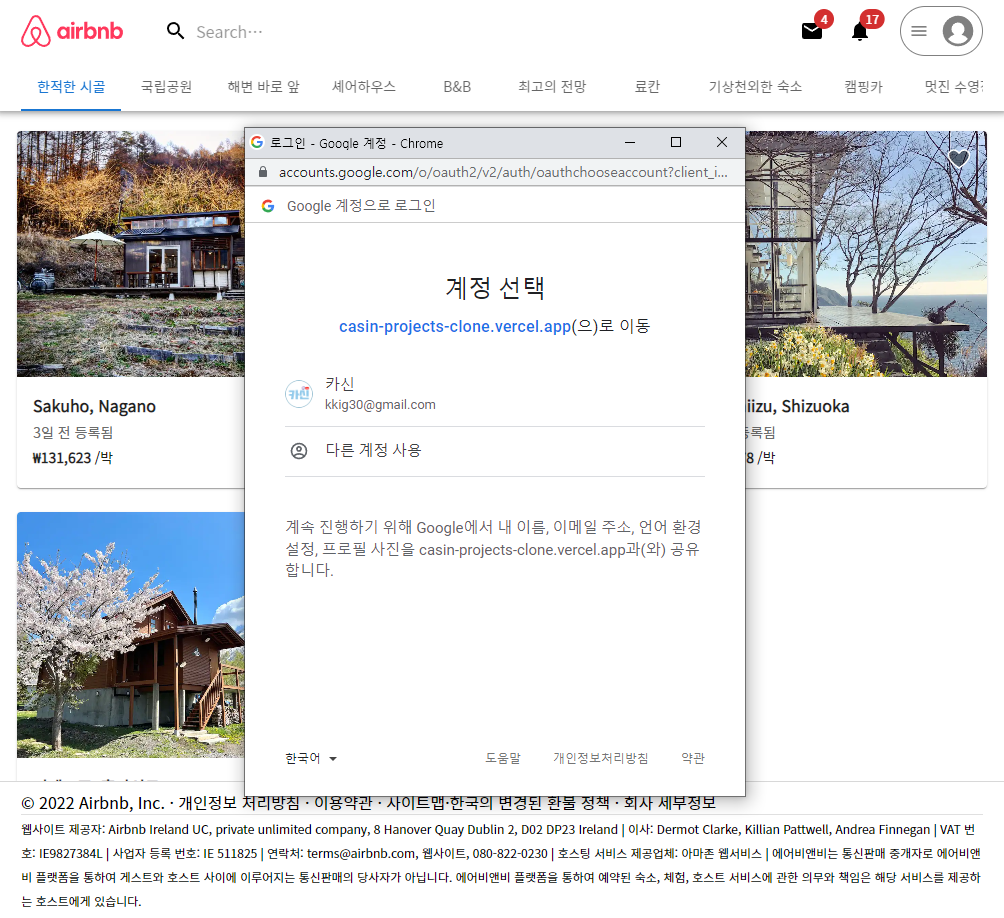 airbnb
Search…
4
17
한적한 시골
국립공원
해변 바로 앞
셰어하우스
B&B
최고의 전망
료칸
기상천외한 숙소
캠핑카
멋진 수영
로그인 - Google 계정 - Chrome
accounts.google.com/o/oauth2/v2/auth/oauthchooseaccount?client_i...
Google 계정으로 로그인
계정 선택
casin-projects-clone.vercel.app(으)로 이동
카신
카신
kkig30@gmail.com
다른 계정 사용
계속 진행하기 위해 Google에서 내 이름, 이메일 주소, 언어 환경
설정, 프로필 사진을 casin-projects-clone.vercel.app과(와) 공유
합니다.
한국어
도움말
개인정보처리방침
약관
Sakuho, Nagano
3일 전 등록됨
₩131,623 /박
iizu, Shizuoka
등록됨
8 /박
© 2022 Airbnb, Inc. · 개인정보 처리방침 · 이용약관 · 사이트맵·한국의 변경된 환불 정책 · 회사 세부정보
웹사이트 제공자: Airbnb Ireland UC, private unlimited company, 8 Hanover Quay Dublin 2, D02 DP23 Ireland | 이사: Dermot Clarke, Killian Pattwell, Andrea Finnegan | VAT 번
호: IE9827384L | 사업자 등록 번호: IE 511825 | 연락처: terms@airbnb.com, 웹사이트, 080-822-0230 | 호스팅 서비스 제공업체: 아마존 웹서비스 | 에어비앤비는 통신판매 중개자로 에어비앤
비 플랫폼을 통하여 게스트와 호스트 사이에 이루어지는 통신판매의 당사자가 아닙니다. 에어비앤비 플랫폼을 통하여 예약된 숙소, 체험, 호스트 서비스에 관한 의무와 책임은 해당 서비스를 제공하
는 호스트에게 있습니다.